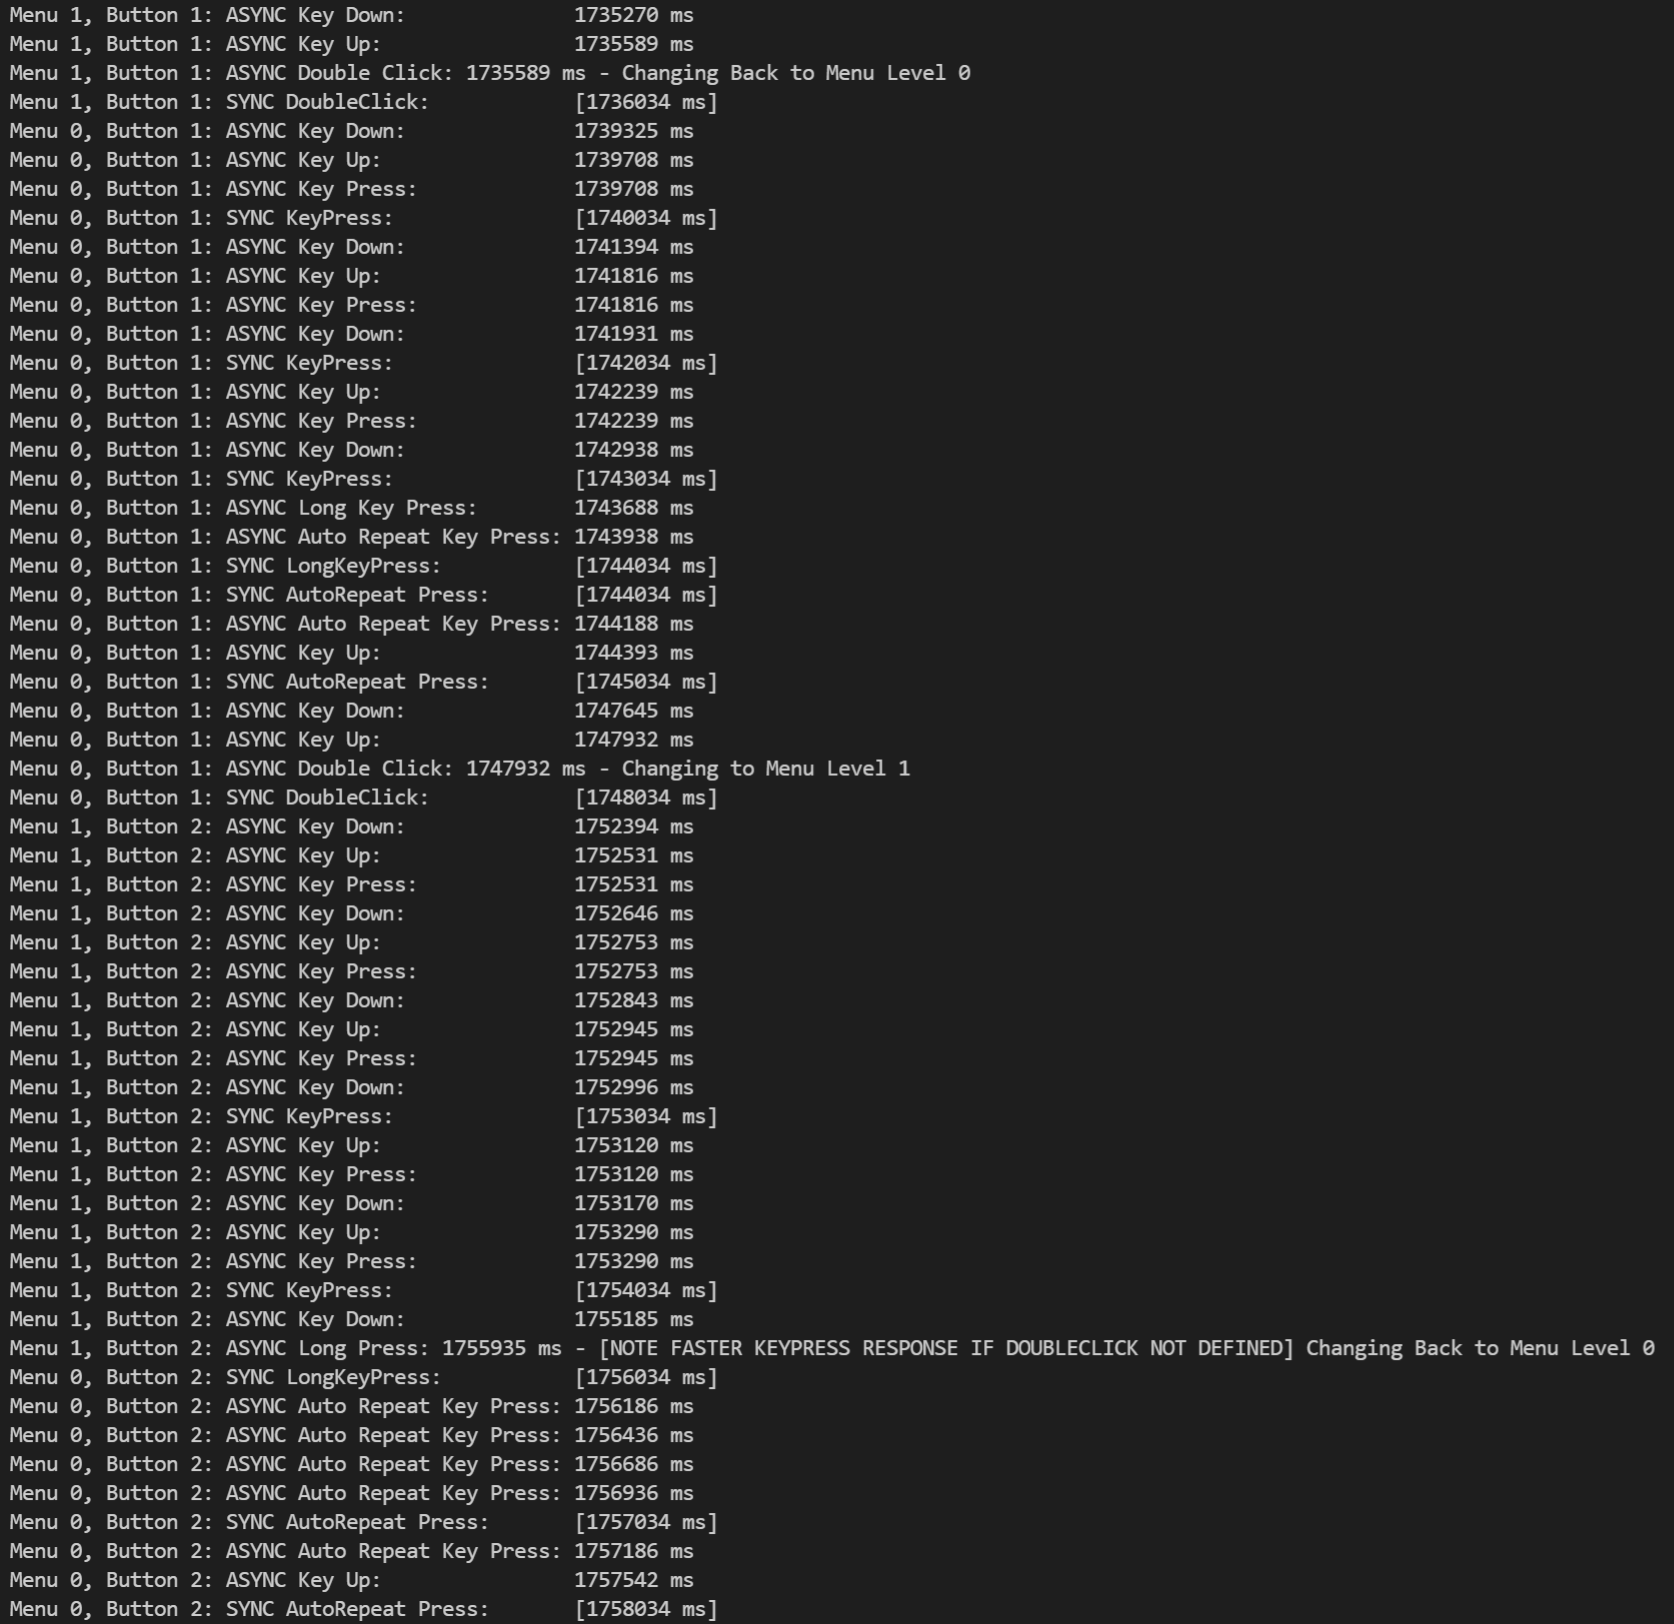 Menu 1, Button 1: ASYNC Key Down:              1735270 ms
Menu 1, Button 1: ASYNC Key Up:                1735589 ms
Menu 1, Button 1: ASYNC Double Click: 1735589 ms - Changing Back to Menu Level 0
Menu 1, Button 1: SYNC DoubleClick:            [1736034 ms]
Menu 0, Button 1: ASYNC Key Down:              1739325 ms
Menu 0, Button 1: ASYNC Key Up:                1739708 ms
Menu 0, Button 1: ASYNC Key Press:             1739708 ms
Menu 0, Button 1: SYNC KeyPress:               [1740034 ms]
Menu 0, Button 1: ASYNC Key Down:              1741394 ms
Menu 0, Button 1: ASYNC Key Up:                1741816 ms
Menu 0, Button 1: ASYNC Key Press:             1741816 ms
Menu 0, Button 1: ASYNC Key Down:              1741931 ms
Menu 0, Button 1: SYNC KeyPress:               [1742034 ms]
Menu 0, Button 1: ASYNC Key Up:                1742239 ms
Menu 0, Button 1: ASYNC Key Press:             1742239 ms
Menu 0, Button 1: ASYNC Key Down:              1742938 ms
Menu 0, Button 1: SYNC KeyPress:               [1743034 ms]
Menu 0, Button 1: ASYNC Long Key Press:        1743688 ms
Menu 0, Button 1: ASYNC Auto Repeat Key Press: 1743938 ms
Menu 0, Button 1: SYNC LongKeyPress:           [1744034 ms]
Menu 0, Button 1: SYNC AutoRepeat Press:       [1744034 ms]
Menu 0, Button 1: ASYNC Auto Repeat Key Press: 1744188 ms
Menu 0, Button 1: ASYNC Key Up:                1744393 ms
Menu 0, Button 1: SYNC AutoRepeat Press:       [1745034 ms]
Menu 0, Button 1: ASYNC Key Down:              1747645 ms
Menu 0, Button 1: ASYNC Key Up:                1747932 ms
Menu 0, Button 1: ASYNC Double Click: 1747932 ms - Changing to Menu Level 1
Menu 0, Button 1: SYNC DoubleClick:            [1748034 ms]
Menu 1, Button 2: ASYNC Key Down:              1752394 ms
Menu 1, Button 2: ASYNC Key Up:                1752531 ms
Menu 1, Button 2: ASYNC Key Press:             1752531 ms
Menu 1, Button 2: ASYNC Key Down:              1752646 ms
Menu 1, Button 2: ASYNC Key Up:                1752753 ms
Menu 1, Button 2: ASYNC Key Press:             1752753 ms
Menu 1, Button 2: ASYNC Key Down:              1752843 ms
Menu 1, Button 2: ASYNC Key Up:                1752945 ms
Menu 1, Button 2: ASYNC Key Press:             1752945 ms
Menu 1, Button 2: ASYNC Key Down:              1752996 ms
Menu 1, Button 2: SYNC KeyPress:               [1753034 ms]
Menu 1, Button 2: ASYNC Key Up:                1753120 ms
Menu 1, Button 2: ASYNC Key Press:             1753120 ms
Menu 1, Button 2: ASYNC Key Down:              1753170 ms
Menu 1, Button 2: ASYNC Key Up:                1753290 ms
Menu 1, Button 2: ASYNC Key Press:             1753290 ms
Menu 1, Button 2: SYNC KeyPress:               [1754034 ms]
Menu 1, Button 2: ASYNC Key Down:              1755185 ms
Menu 1, Button 2: ASYNC Long Press: 1755935 ms - [NOTE FASTER KEYPRESS RESPONSE IF DOUBLECLICK NOT DEFINED] Changing Back to Menu Level 0
Menu 0, Button 2: SYNC LongKeyPress:           [1756034 ms]
Menu 0, Button 2: ASYNC Auto Repeat Key Press: 1756186 ms
Menu 0, Button 2: ASYNC Auto Repeat Key Press: 1756436 ms
Menu 0, Button 2: ASYNC Auto Repeat Key Press: 1756686 ms
Menu 0, Button 2: ASYNC Auto Repeat Key Press: 1756936 ms
Menu 0, Button 2: SYNC AutoRepeat Press:       [1757034 ms]
Menu 0, Button 2: ASYNC Auto Repeat Key Press: 1757186 ms
Menu 0, Button 2: ASYNC Key Up:                1757542 ms
Menu 0, Button 2: SYNC AutoRepeat Press:       [1758034 ms]